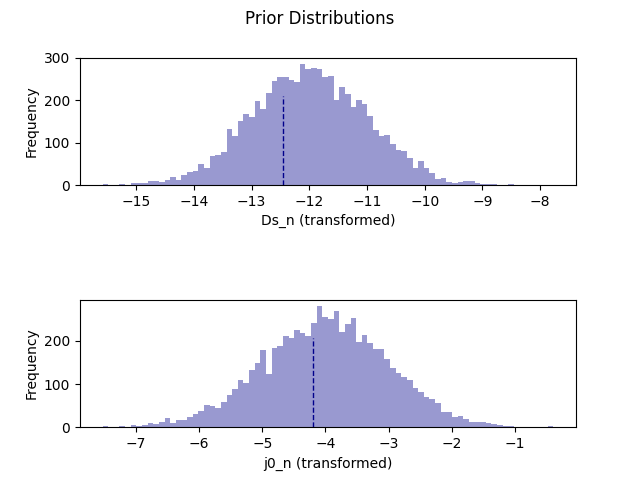 Prior Distributions
300
200
100
0
Frequency
−15 −14 −13 −12 −11 −10 −9 −8
Ds_n (transformed)
200
100
0
Frequency
−7 −6 −5 −4 −3 −2 −1
j0_n (transformed)